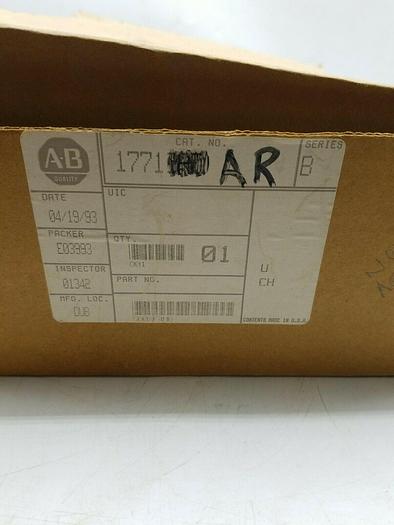 A-B
QUALITY
CAT. NO.
1771 AR
SERIES
B
UIC
DATE
04/19/93
PACKER
E03993
INSPECTOR
01342
MFG. LOC.
DUB
QTY.
01
PART NO.
U
CH
CONTENTS MADE IN U.S.A.